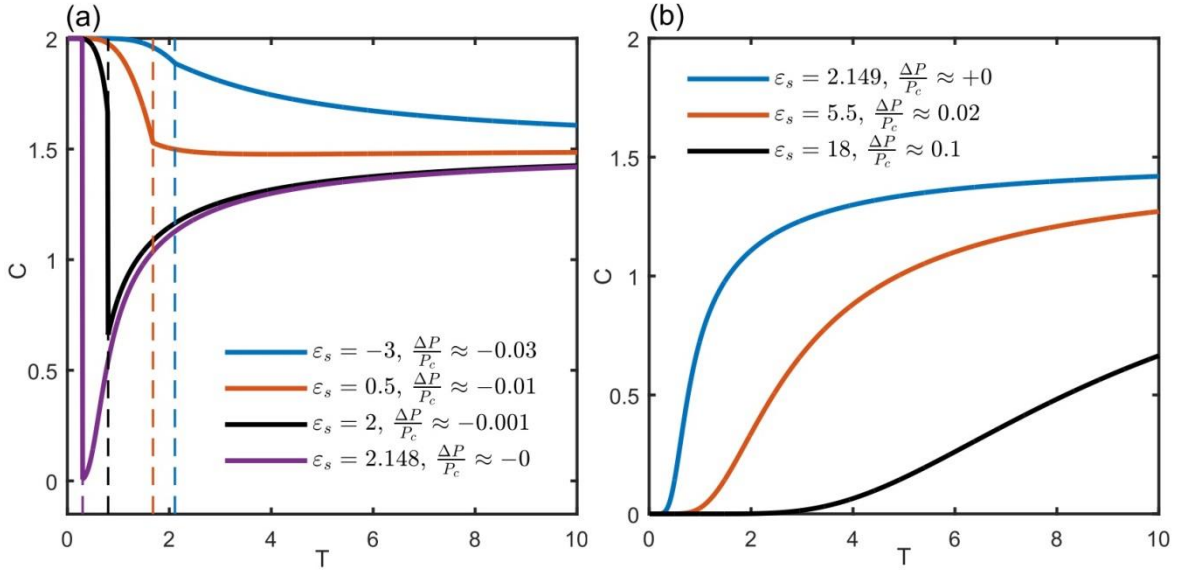 (a)
2
1.5
1
0.5
0
C
0 2 4 6 8 10
T
ε_s = −3, ΔP/P_c ≈ −0.03
ε_s = 0.5, ΔP/P_c ≈ −0.01
ε_s = 2, ΔP/P_c ≈ −0.001
ε_s = 2.148, ΔP/P_c ≈ −0
(b)
2
1.5
1
0.5
0
C
0 2 4 6 8 10
T
ε_s = 2.149, ΔP/P_c ≈ +0
ε_s = 5.5, ΔP/P_c ≈ 0.02
ε_s = 18, ΔP/P_c ≈ 0.1